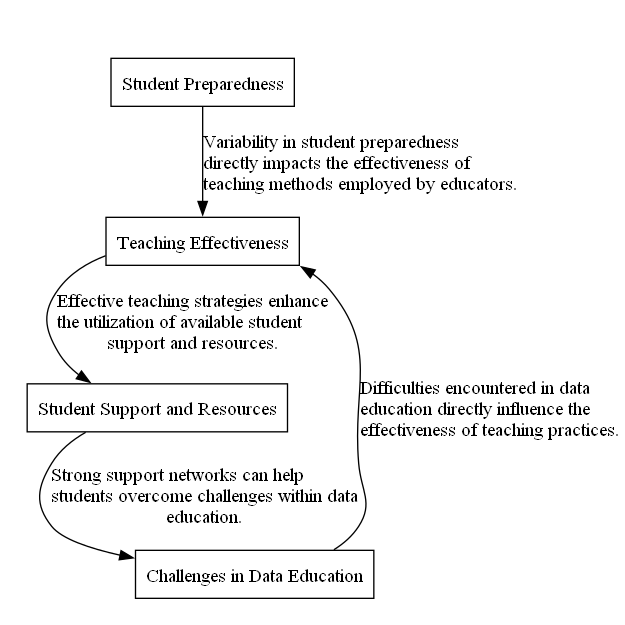 Student Preparedness
Variability in student preparedness
directly impacts the effectiveness of
teaching methods employed by educators.
Teaching Effectiveness
Effective teaching strategies enhance
the utilization of available student
support and resources.
Student Support and Resources
Difficulties encountered in data
education directly influence the
effectiveness of teaching practices.
Strong support networks can help
students overcome challenges within data
education.
Challenges in Data Education